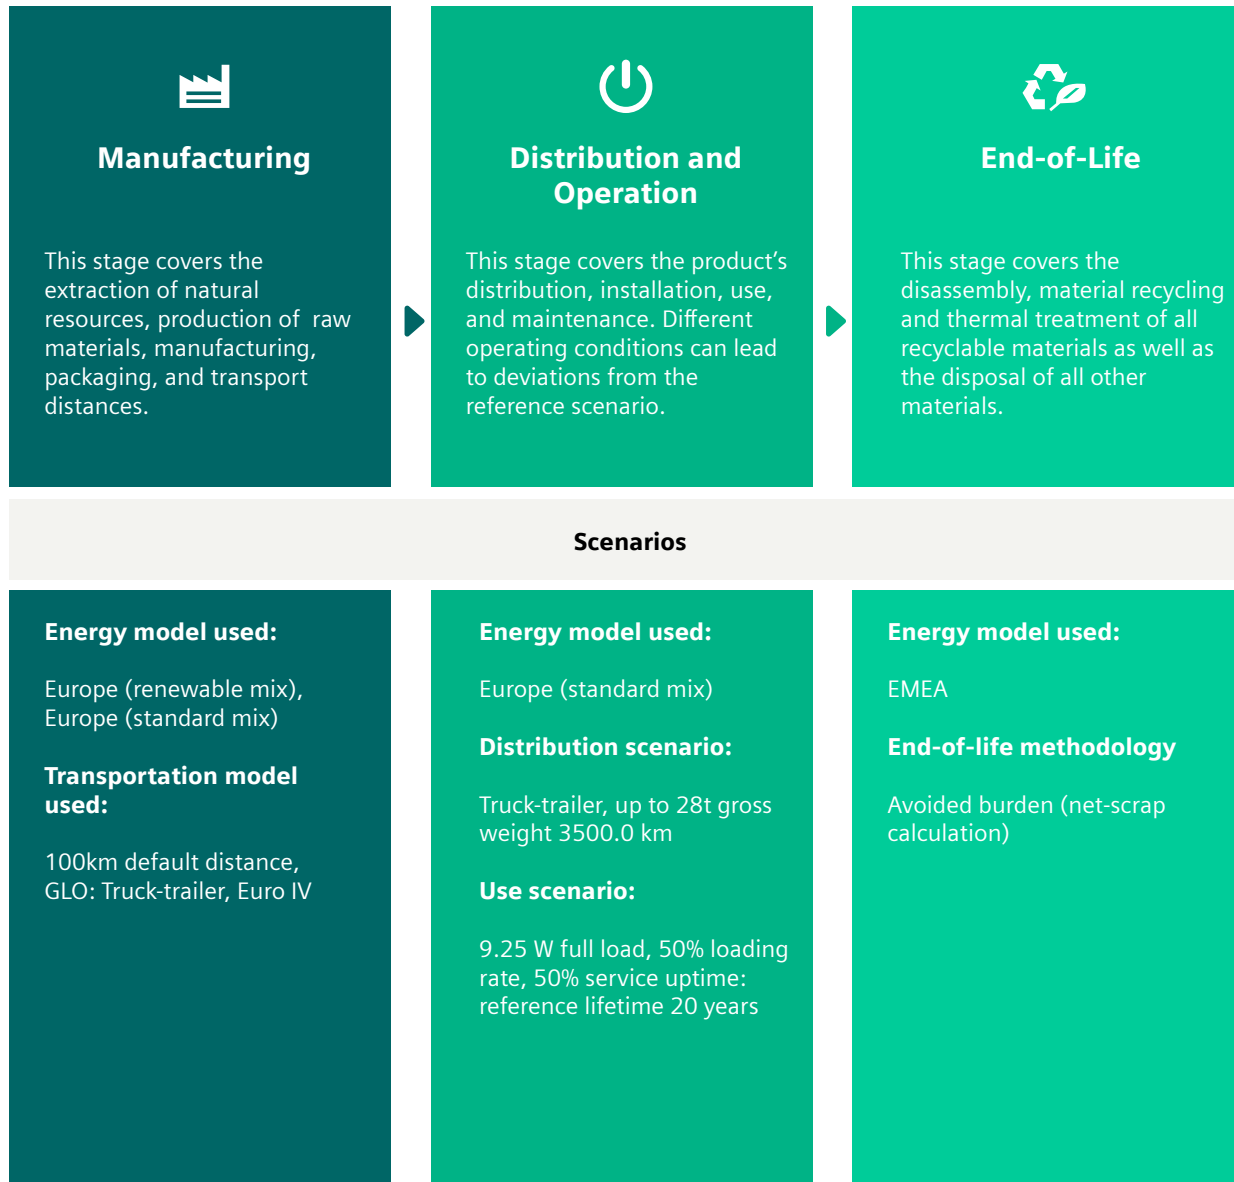 Manufacturing
This stage covers the
extraction of natural
resources, production of  raw
materials, manufacturing,
packaging, and transport
distances.
Distribution and
Operation
This stage covers the product’s
distribution, installation, use,
and maintenance. Different
operating conditions can lead
to deviations from the
reference scenario.
End-of-Life
This stage covers the
disassembly, material recycling
and thermal treatment of all
recyclable materials as well as
the disposal of all other
materials.
Scenarios
Energy model used:
Europe (renewable mix),
Europe (standard mix)
Transportation model
used:
100km default distance,
GLO: Truck-trailer, Euro IV
Energy model used:
Europe (standard mix)
Distribution scenario:
Truck-trailer, up to 28t gross
weight 3500.0 km
Use scenario:
9.25 W full load, 50% loading
rate, 50% service uptime:
reference lifetime 20 years
Energy model used:
EMEA
End-of-life methodology
Avoided burden (net-scrap
calculation)